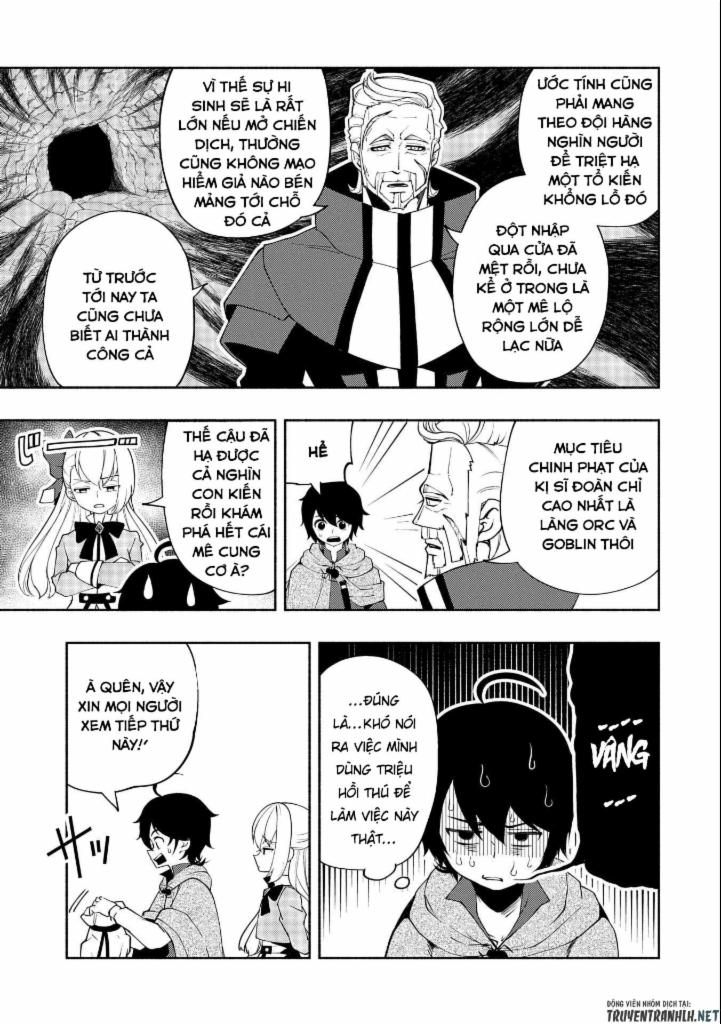 ƯỚC TÍNH CŨNG
PHẢI MANG
THEO ĐỘI HÀNG
NGHÌN NGƯỜI
ĐỂ TRIỆT HẠ
MỘT TỔ KIẾN
KHỔNG LỒ ĐÓ
ĐỘT NHẬP
QUA CỬA ĐÃ
MỆT RỒI, CHƯA
KỂ Ở TRONG LÀ
MỘT MÊ LỘ
RỘNG LỚN DỄ
LẠC NỮA
VÌ THẾ SỰ HI
SINH SẼ LÀ RẤT
LỚN NẾU MỞ CHIẾN
DỊCH, THƯỜNG
CŨNG KHÔNG MẠO
HIỂM GIẢ NÀO BÉN
MẢNG TỚI CHỖ
ĐÓ CẢ
TỪ TRƯỚC
TỚI NAY TA
CŨNG CHƯA
BIẾT AI THÀNH
CÔNG CẢ
MỤC TIÊU
CHINH PHẠT CỦA
KỊ SĨ ĐOÀN CHỈ
CAO NHẤT LÀ
LÀNG ORC VÀ
GOBLIN THÔI
HỂ
THẾ CẬU ĐÃ
HẠ ĐƯỢC
CẢ NGHÌN
CON KIẾN
RỒI KHÁM
PHÁ HẾT CÁI
MÊ CUNG
CƠ À?
ジーー
VÂNG
...ĐÚNG
LÀ...KHÓ NÓI
RA VIỆC MÌNH
DÙNG TRIỆU
HỒI THÚ ĐỂ
LÀM VIỆC NÀY
THẬT...
À QUÊN, VẬY
XIN MỌI NGƯỜI
XEM TIẾP THỨ
NÀY!'
ガサ
ĐỘNG VIÊN NHÓM DỊCH TẠI:
TRUYENTRANHLH.NET